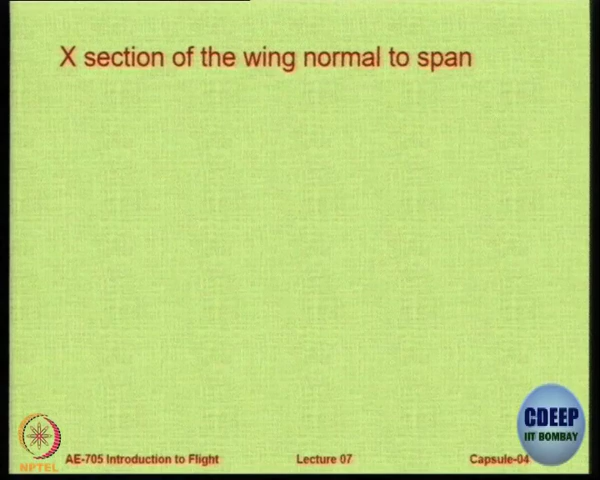 X section of the wing normal to span
CDEEP
IIT BOMBAY
NPTEL
AE-705 Introduction to Flight
Lecture 07
Capsule-04